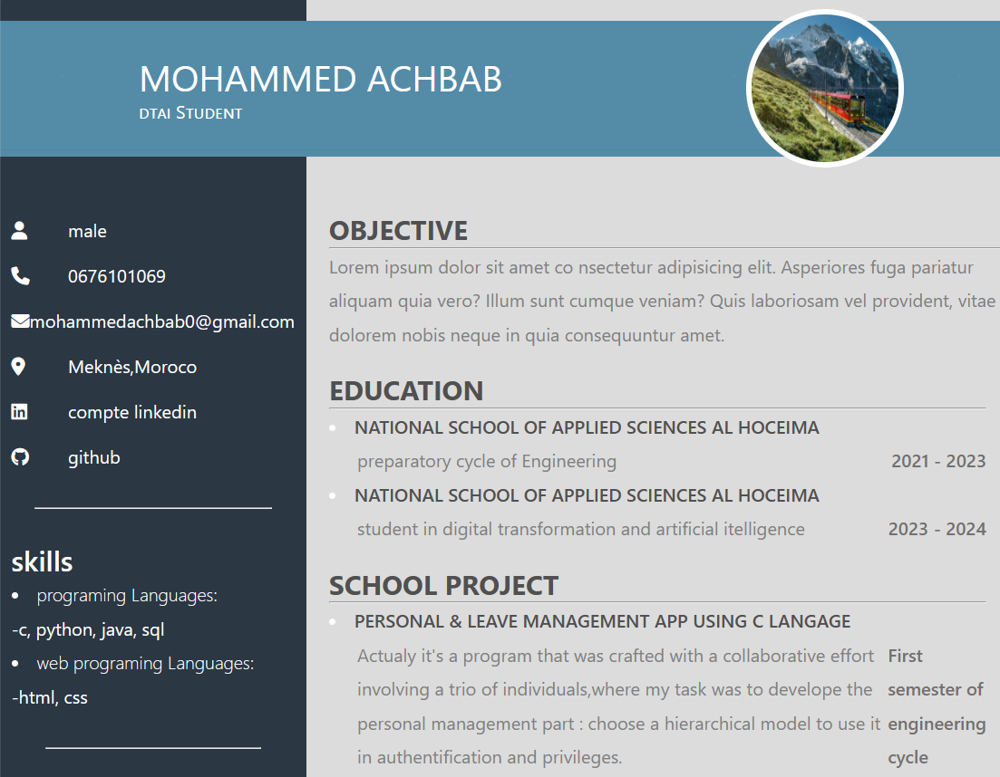 MOHAMMED ACHBAB
DTAI STUDENT
male
0676101069
mohammedachbab0@gmail.com
Meknès,Moroco
compte linkedin
github
skills
• programing Languages:
-c, python, java, sql
• web programing Languages:
-html, css
OBJECTIVE
Lorem ipsum dolor sit amet co nsectetur adipisicing elit. Asperiores fuga pariatur
aliquam quia vero? Illum sunt cumque veniam? Quis laboriosam vel provident, vitae
dolorem nobis neque in quia consequuntur amet.
EDUCATION
• NATIONAL SCHOOL OF APPLIED SCIENCES AL HOCEIMA
preparatory cycle of Engineering 2021 - 2023
• NATIONAL SCHOOL OF APPLIED SCIENCES AL HOCEIMA
student in digital transformation and artificial itelligence 2023 - 2024
SCHOOL PROJECT
• PERSONAL & LEAVE MANAGEMENT APP USING C LANGAGE
Actualy it's a program that was crafted with a collaborative effort
involving a trio of individuals,where my task was to develope the
personal management part : choose a hierarchical model to use it
in authentification and privileges.
First
semester of
engineering
cycle